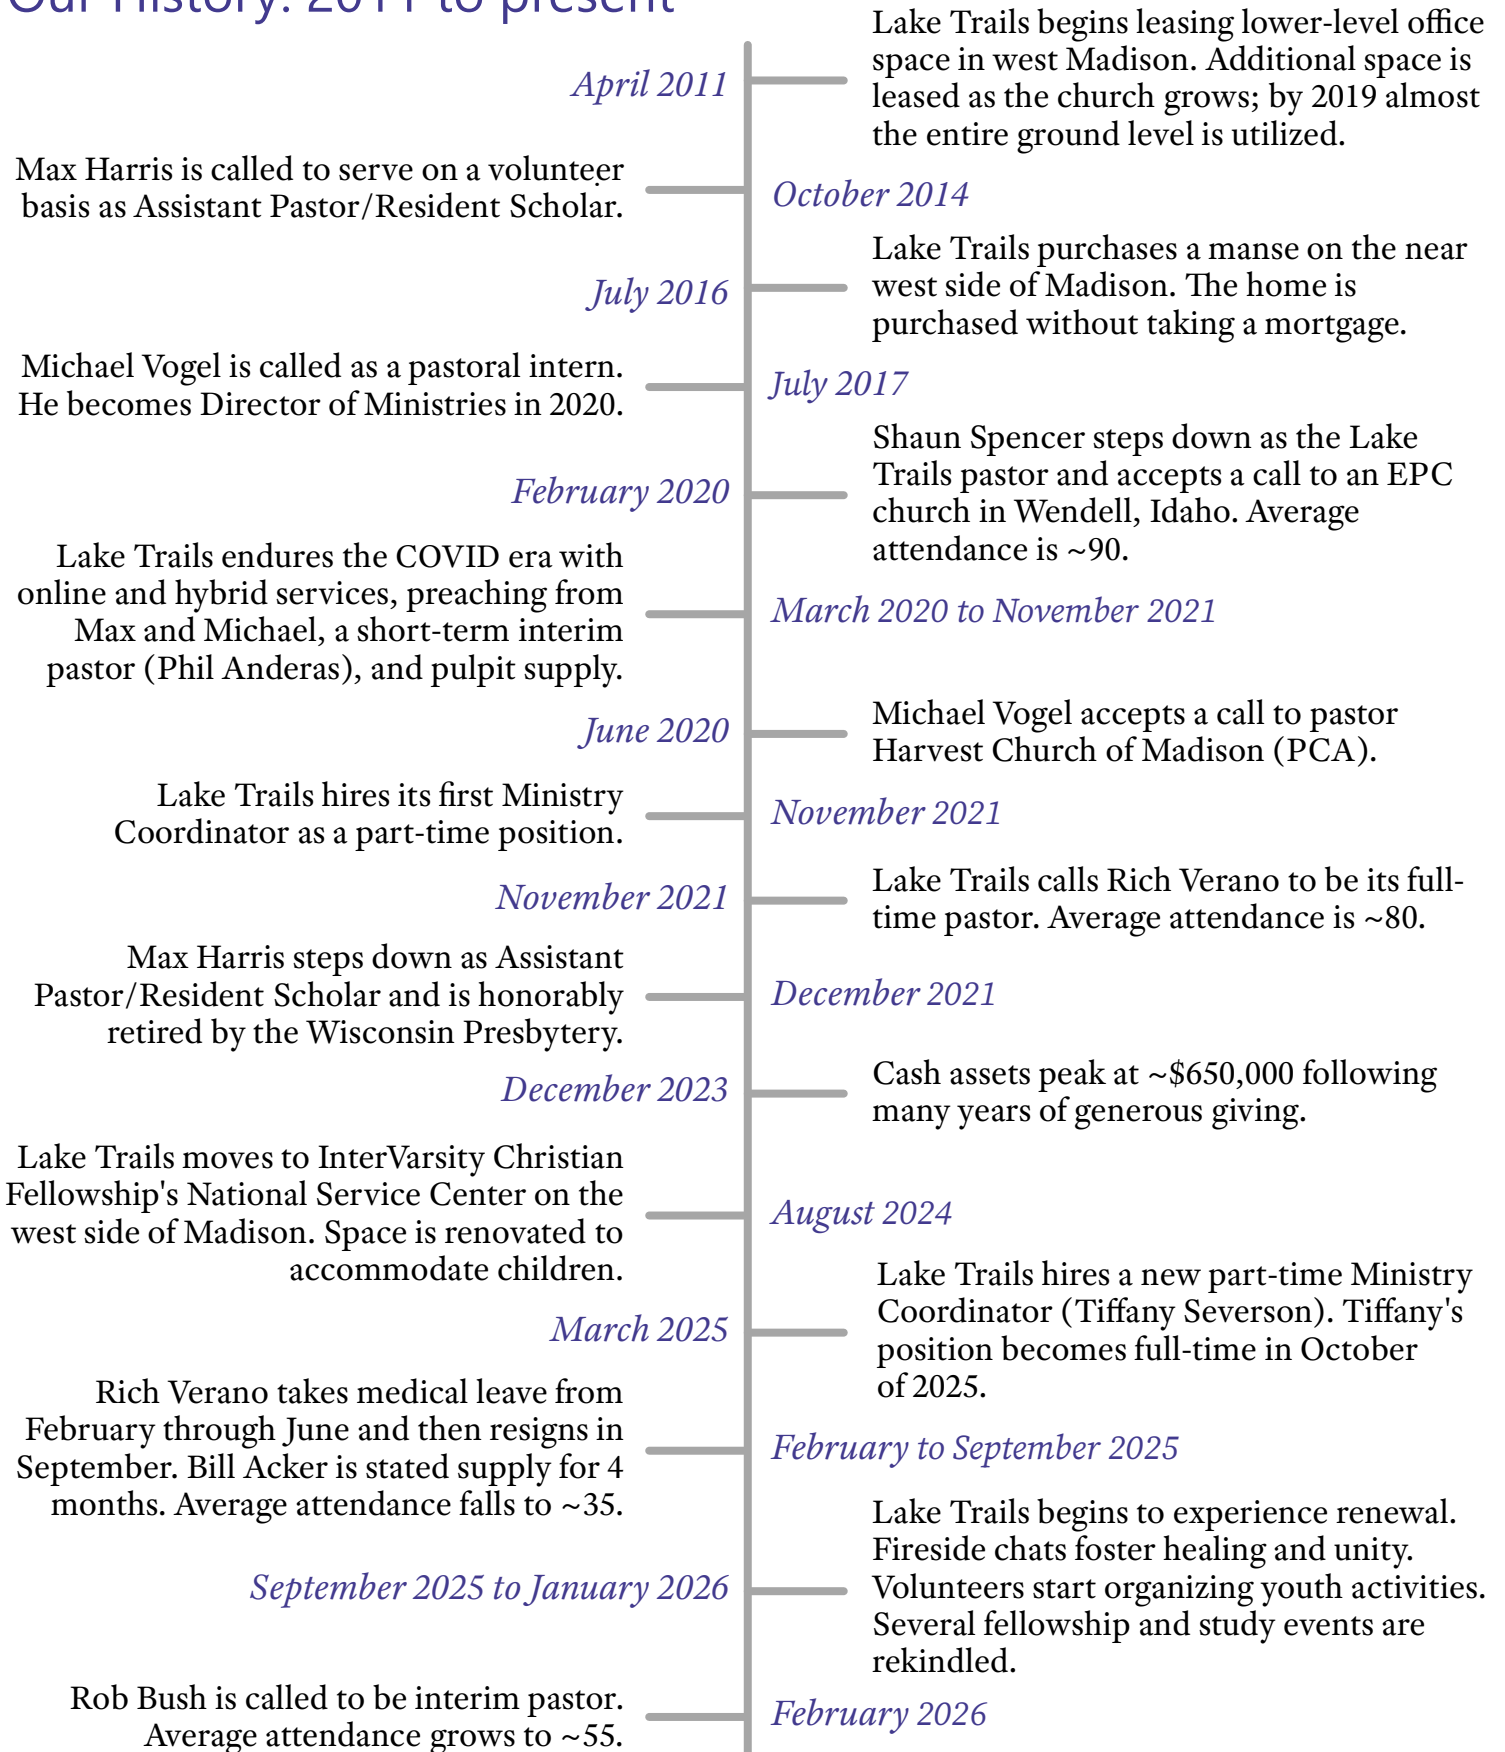 Our History: 2011 to present
April 2011
Lake Trails begins leasing lower-level office
space in west Madison. Additional space is
leased as the church grows; by 2019 almost
the entire ground level is utilized.
Max Harris is called to serve on a volunteer
basis as Assistant Pastor/Resident Scholar.
October 2014
July 2016
Lake Trails purchases a manse on the near
west side of Madison. The home is
purchased without taking a mortgage.
Michael Vogel is called as a pastoral intern.
He becomes Director of Ministries in 2020.
July 2017
February 2020
Shaun Spencer steps down as the Lake
Trails pastor and accepts a call to an EPC
church in Wendell, Idaho. Average
attendance is ~90.
Lake Trails endures the COVID era with
online and hybrid services, preaching from
Max and Michael, a short-term interim
pastor (Phil Anderas), and pulpit supply.
March 2020 to November 2021
June 2020
Michael Vogel accepts a call to pastor
Harvest Church of Madison (PCA).
Lake Trails hires its first Ministry
Coordinator as a part-time position.
November 2021
November 2021
Lake Trails calls Rich Verano to be its full-
time pastor. Average attendance is ~80.
Max Harris steps down as Assistant
Pastor/Resident Scholar and is honorably
retired by the Wisconsin Presbytery.
December 2021
December 2023
Cash assets peak at ~$650,000 following
many years of generous giving.
Lake Trails moves to InterVarsity Christian
Fellowship's National Service Center on the
west side of Madison. Space is renovated to
accommodate children.
August 2024
March 2025
Lake Trails hires a new part-time Ministry
Coordinator (Tiffany Severson). Tiffany's
position becomes full-time in October
of 2025.
Rich Verano takes medical leave from
February through June and then resigns in
September. Bill Acker is stated supply for 4
months. Average attendance falls to ~35.
February to September 2025
September 2025 to January 2026
Lake Trails begins to experience renewal.
Fireside chats foster healing and unity.
Volunteers start organizing youth activities.
Several fellowship and study events are
rekindled.
Rob Bush is called to be interim pastor.
Average attendance grows to ~55.
February 2026